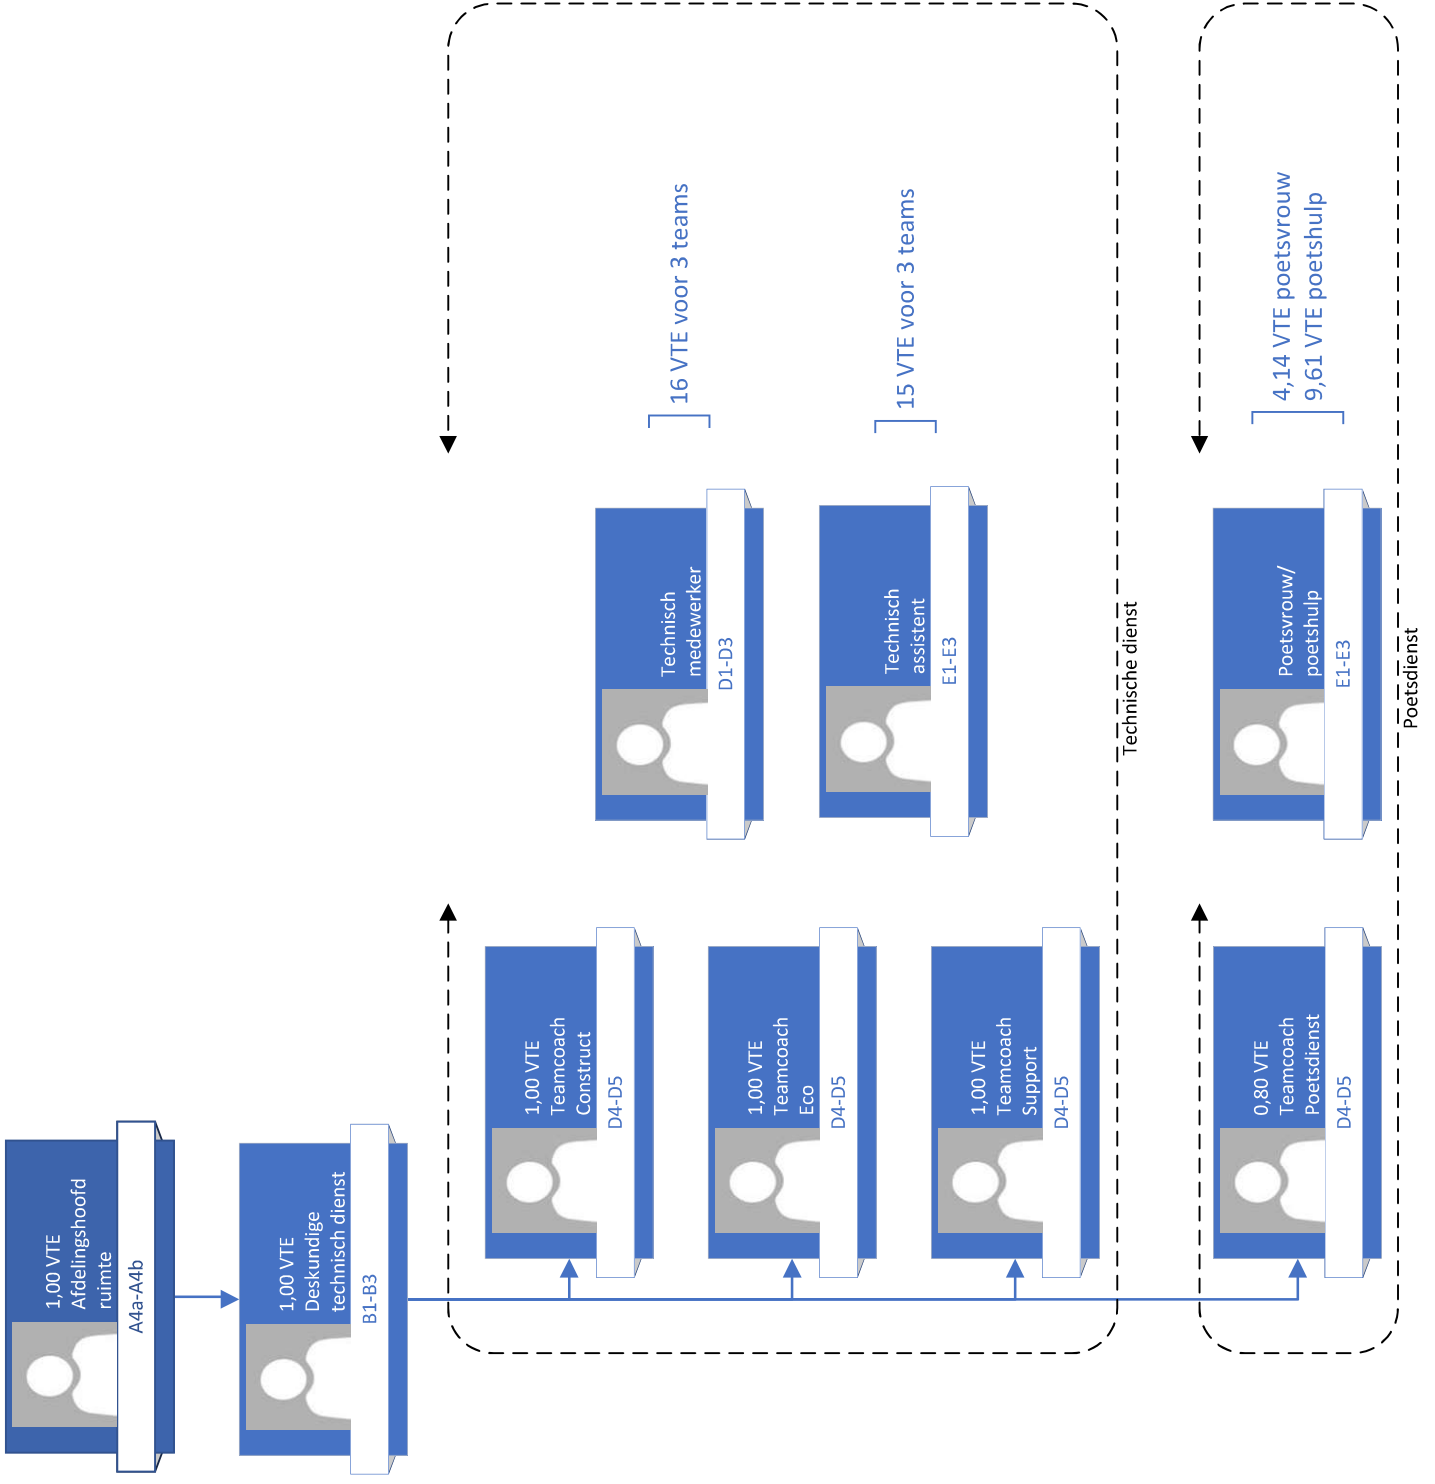 1,00 VTE
Afdelingshoofd
ruimte
A4a-A4b
1,00 VTE
Deskundige
technisch dienst
B1-B3
1,00 VTE
Teamcoach
Construct
D4-D5
1,00 VTE
Teamcoach
Eco
D4-D5
1,00 VTE
Teamcoach
Support
D4-D5
Technisch
medewerker
D1-D3
16 VTE voor 3 teams
Technisch
assistent
E1-E3
15 VTE voor 3 teams
Technische dienst
0,80 VTE
Teamcoach
Poetsdienst
D4-D5
Poetsvrouw/
poetshulp
E1-E3
4,14 VTE poetsvrouw
9,61 VTE poetshulp
Poetsdienst